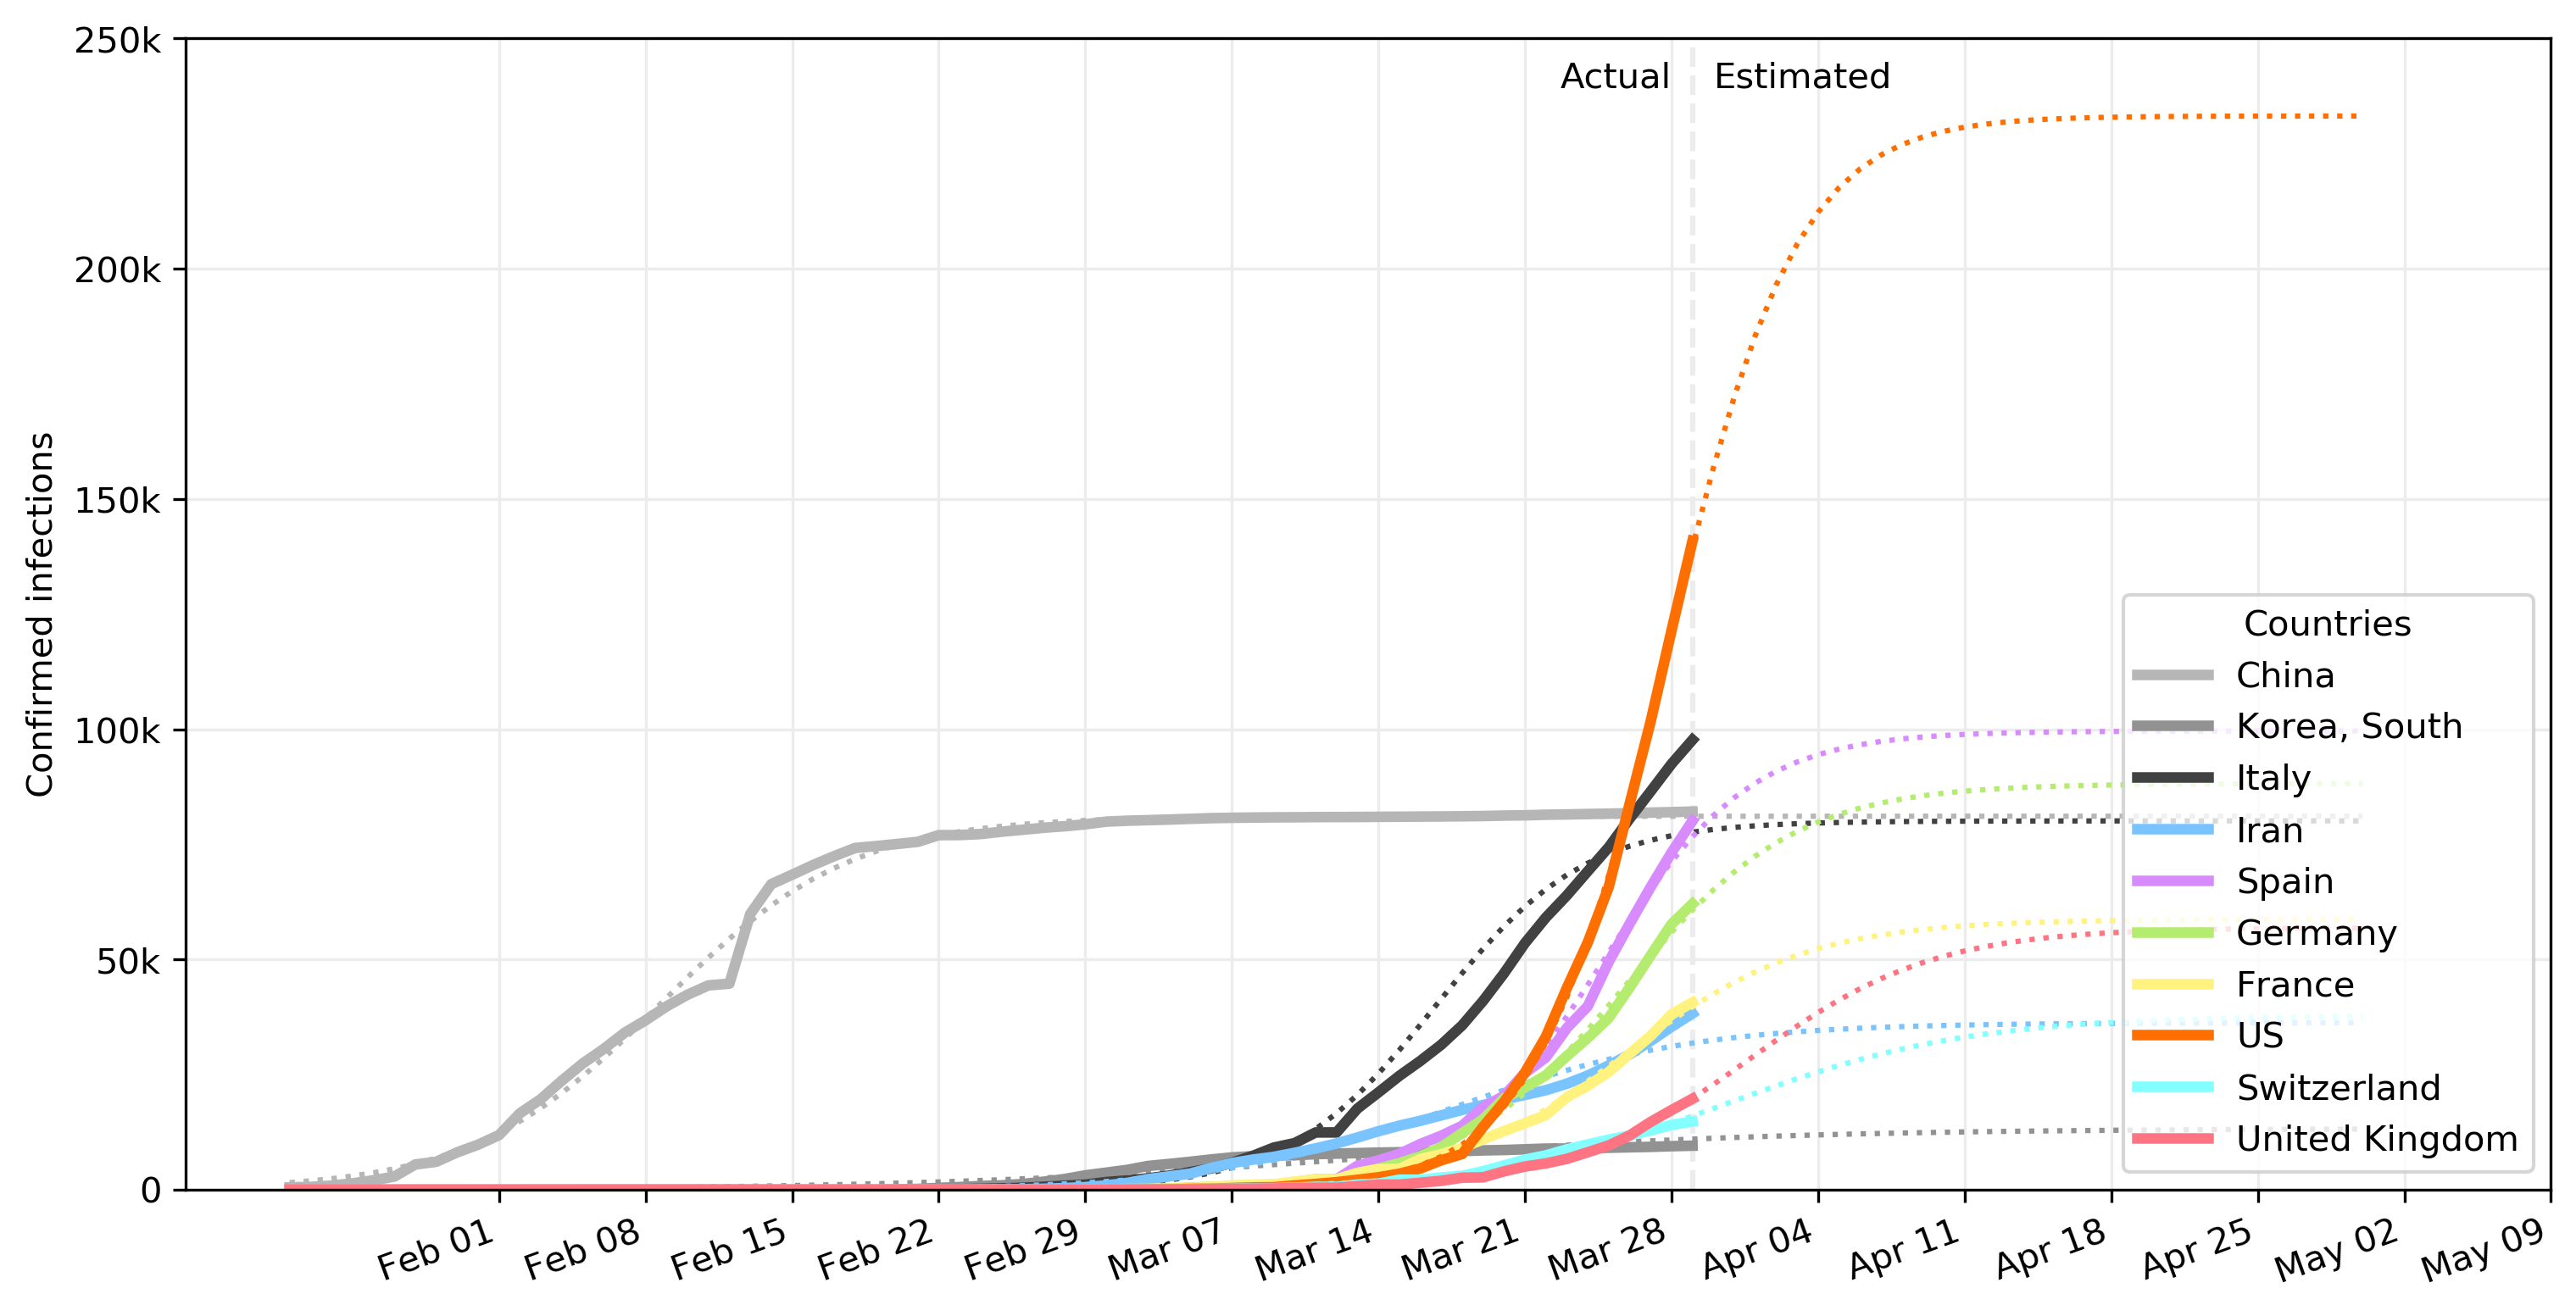 250k
Actual Estimated
200k
150k
Confirmed infections
100k
50k
0
Countries
China
Korea, South
Italy
Iran
Spain
Germany
France
US
Switzerland
United Kingdom
Feb 01 Feb 08 Feb 15 Feb 22 Feb 29 Mar 07 Mar 14 Mar 21 Mar 28 Apr 04 Apr 11 Apr 18 Apr 25 May 02 May 09